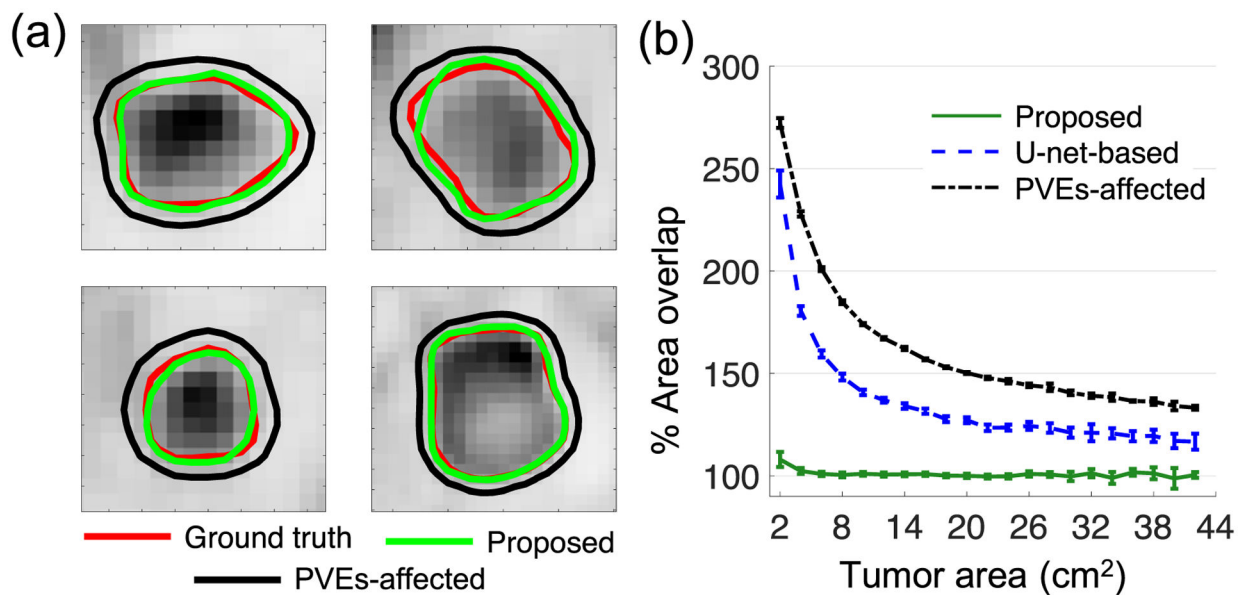 (a)
Ground truth
Proposed
PVEs-affected
(b)
% Area overlap
300
250
200
150
100
Proposed
U-net-based
PVEs-affected
2 8 14 20 26 32 38 44
Tumor area (cm²)